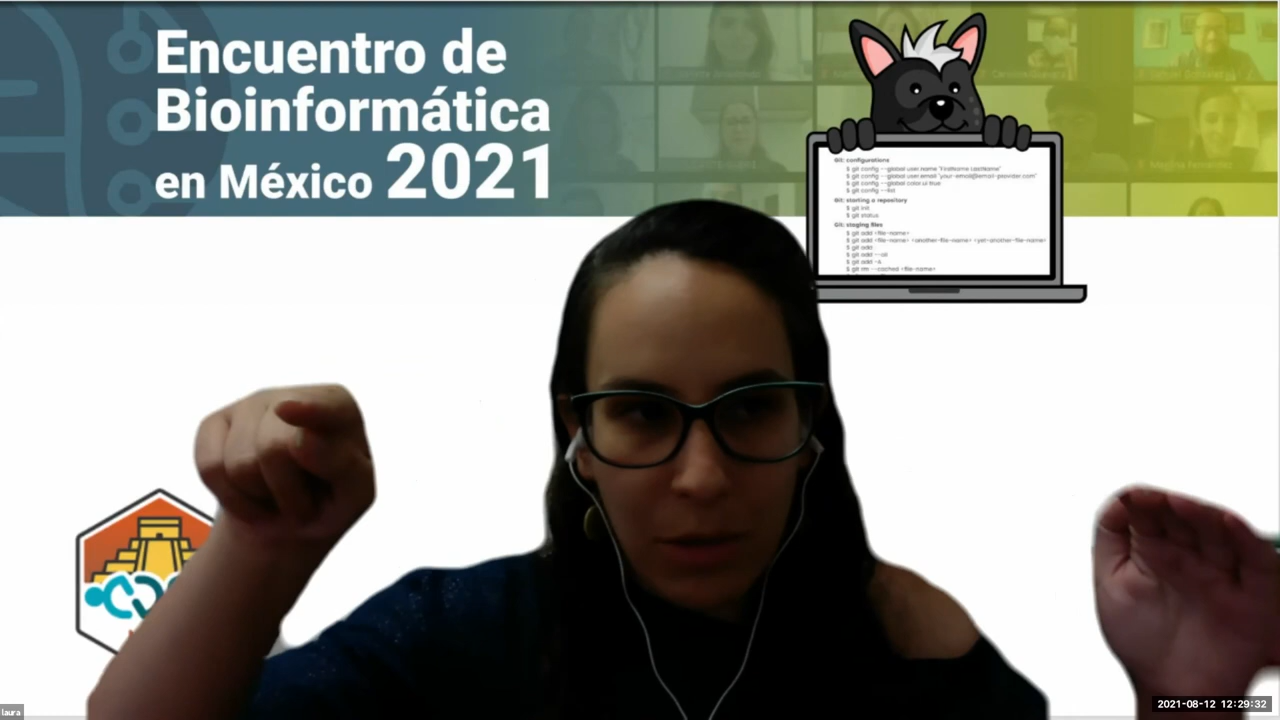 Encuentro de
Bioinformática
en México 2021
Git: configurations
$ git config --global user.name "FirstName LastName"
$ git config --global user.email "your-email@email-provider.com"
$ git config --global color.ui true
$ git config --list
Git: starting a repository
$ git init
$ git status
Git: staging files
$ git add <file-name>
$ git add <file-name> <another-file-name> <yet-another-file-name>
$ git add .
$ git add --all
$ git add -A
$ git rm --cached <file-name>
laura
2021-08-12 12:29:32